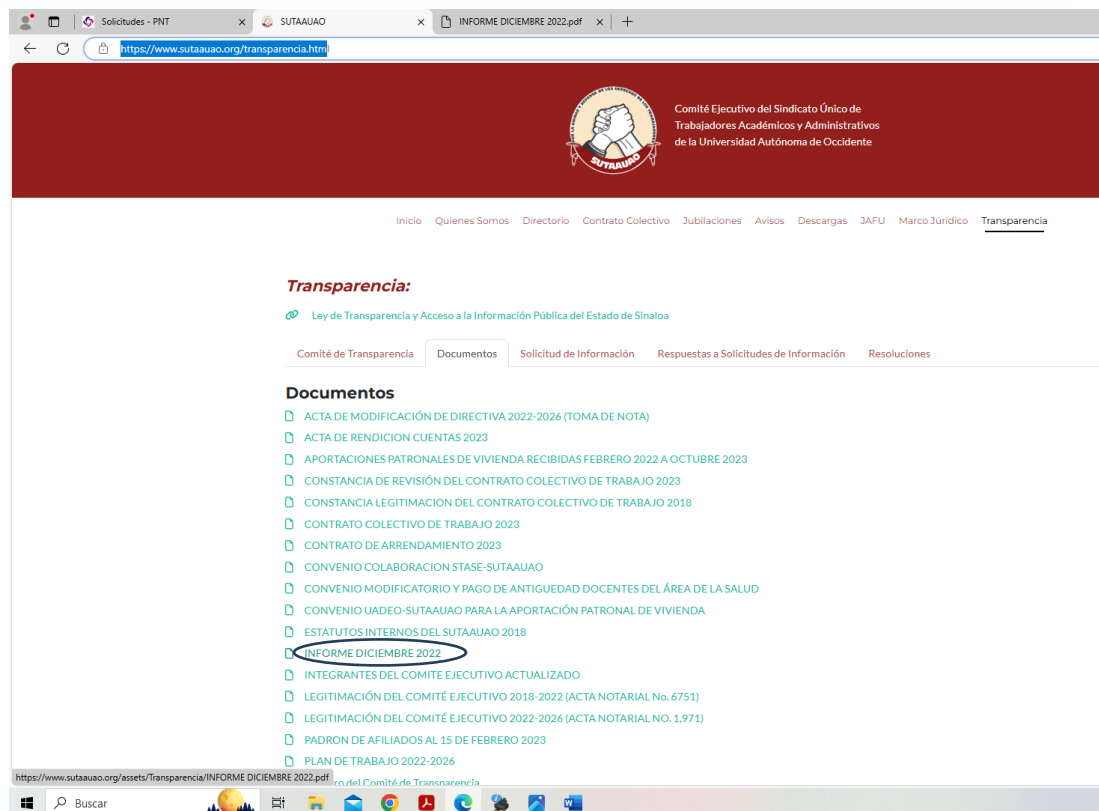 Solicitudes - PNT
SUTAAUAO
INFORME DICIEMBRE 2022.pdf
https://www.sutaauao.org/transparencia.html
Comité Ejecutivo del Sindicato Único de
Trabajadores Académicos y Administrativos
de la Universidad Autónoma de Occidente
SUTAAUAO
Inicio Quienes Somos Directorio Contrato Colectivo Jubilaciones Avisos Descargas JAFU Marco Júridico Transparencia
Transparencia:
Ley de Transparencia y Acceso a la Información Pública del Estado de Sinaloa
Comité de Transparencia Documentos Solicitud de Información Respuestas a Solicitudes de Información Resoluciones
Documentos
ACTA DE MODIFICACIÓN DE DIRECTIVA 2022-2026 (TOMA DE NOTA)
ACTA DE RENDICION CUENTAS 2023
APORTACIONES PATRONALES DE VIVIENDA RECIBIDAS FEBRERO 2022 A OCTUBRE 2023
CONSTANCIA DE REVISIÓN DEL CONTRATO COLECTIVO DE TRABAJO 2023
CONSTANCIA LEGITIMACION DEL CONTRATO COLECTIVO DE TRABAJO 2018
CONTRATO COLECTIVO DE TRABAJO 2023
CONTRATO DE ARRENDAMIENTO 2023
CONVENIO COLABORACION STASE-SUTAAUAO
CONVENIO MODIFICATORIO Y PAGO DE ANTIGUEDAD DOCENTES DEL ÁREA DE LA SALUD
CONVENIO UADEO-SUTAAUAO PARA LA APORTACIÓN PATRONAL DE VIVIENDA
ESTATUTOS INTERNOS DEL SUTAAUAO 2018
INFORME DICIEMBRE 2022
INTEGRANTES DEL COMITE EJECUTIVO ACTUALIZADO
LEGITIMACIÓN DEL COMITÉ EJECUTIVO 2018-2022 (ACTA NOTARIAL No. 6751)
LEGITIMACIÓN DEL COMITÉ EJECUTIVO 2022-2026 (ACTA NOTARIAL NO. 1,971)
PADRON DE AFILIADOS AL 15 DE FEBRERO 2023
PLAN DE TRABAJO 2022-2026
del Comité de Transparencia
https://www.sutaauao.org/assets/Transparencia/INFORME DICIEMBRE 2022.pdf
Buscar